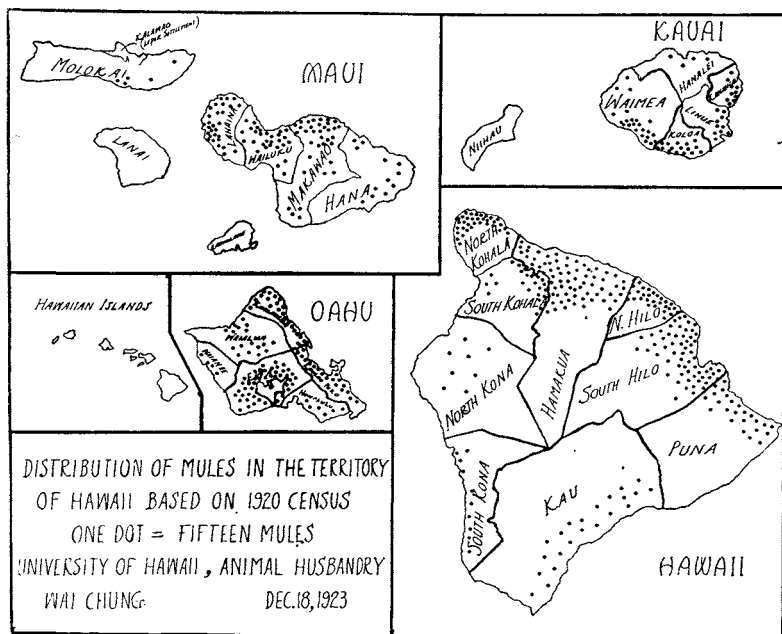 KALAWAO
(LEPER SETTLEMENT)
MOLOKAI
MAUI
LANAI
LAHAINA
WAILUKU
MAKAWAO
HANA
KAUAI
HANALEI
WAIMEA
LIHUE
KOLOA
NIIHAU
HAWAIIAN ISLANDS
OAHU
WAIALUA
NORTH
KOHALA
SOUTH KOHALA
N. HILO
HAMAKUA
SOUTH HILO
NORTH KONA
PUNA
SOUTH KONA
KAU
HAWAII
DISTRIBUTION OF MULES IN THE TERRITORY
OF HAWAII BASED ON 1920 CENSUS
ONE DOT = FIFTEEN MULES
UNIVERSITY OF HAWAII, ANIMAL HUSBANDRY
WAI CHUNG DEC. 18, 1923